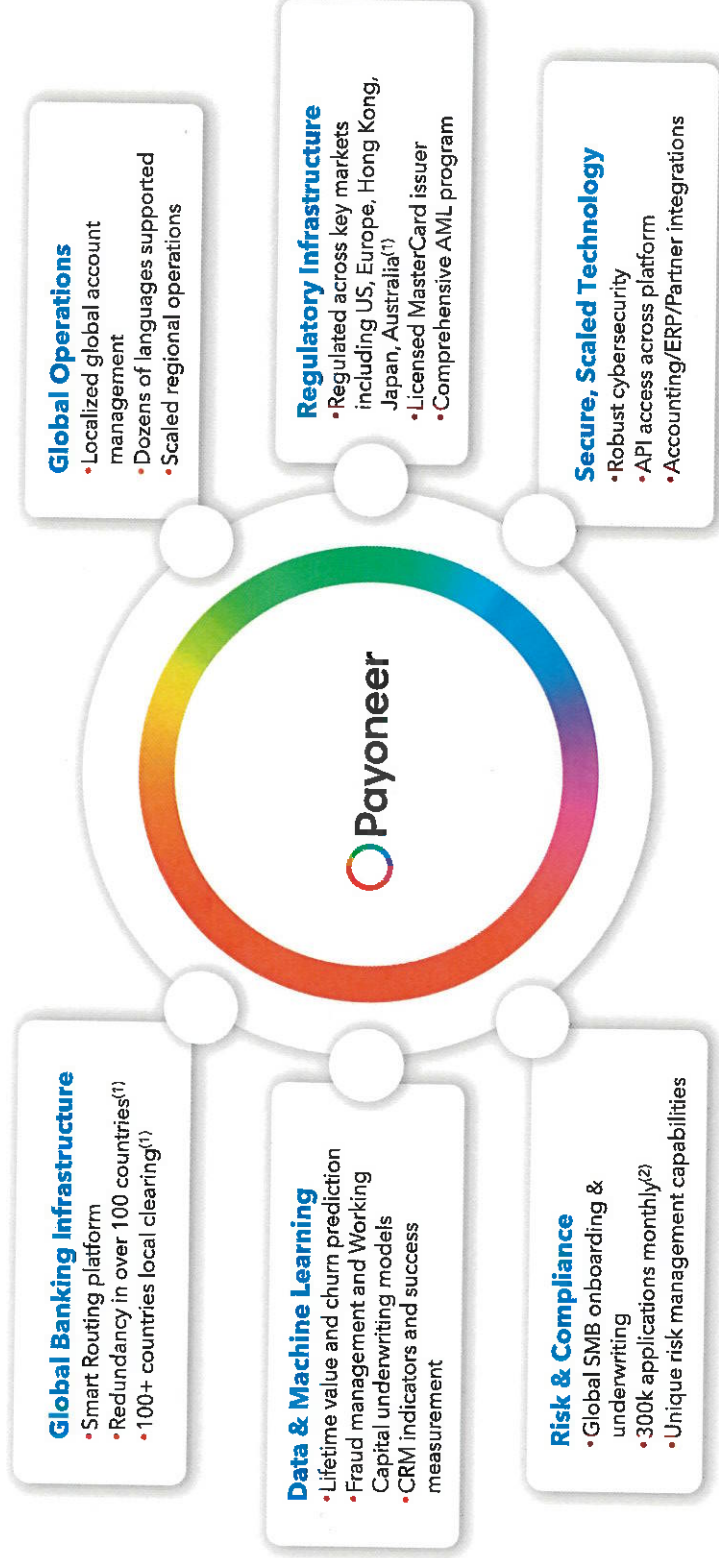 Global Banking Infrastructure
• Smart Routing platform
• Redundancy in over 100 countries(1)
• 100+ countries local clearing(1)
Data & Machine Learning
• Lifetime value and churn prediction
• Fraud management and Working
Capital underwriting models
• CRM indicators and success
measurement
Risk & Compliance
• Global SMB onboarding &
underwriting
• 300k applications monthly(2)
• Unique risk management capabilities
Payoneer
Global Operations
• Localized global account
management
• Dozens of languages supported
• Scaled regional operations
Regulatory Infrastructure
• Regulated across key markets
including US, Europe, Hong Kong,
Japan, Australia(1)
• Licensed MasterCard issuer
• Comprehensive AML program
Secure, Scaled Technology
• Robust cybersecurity
• API access across platform
• Accounting/ERP/Partner integrations